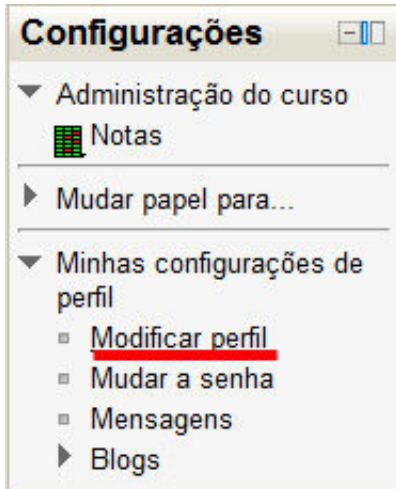 Configurações
Administração do curso
Notas
Mudar papel para...
Minhas configurações de
perfil
Modificar perfil
Mudar a senha
Mensagens
Blogs